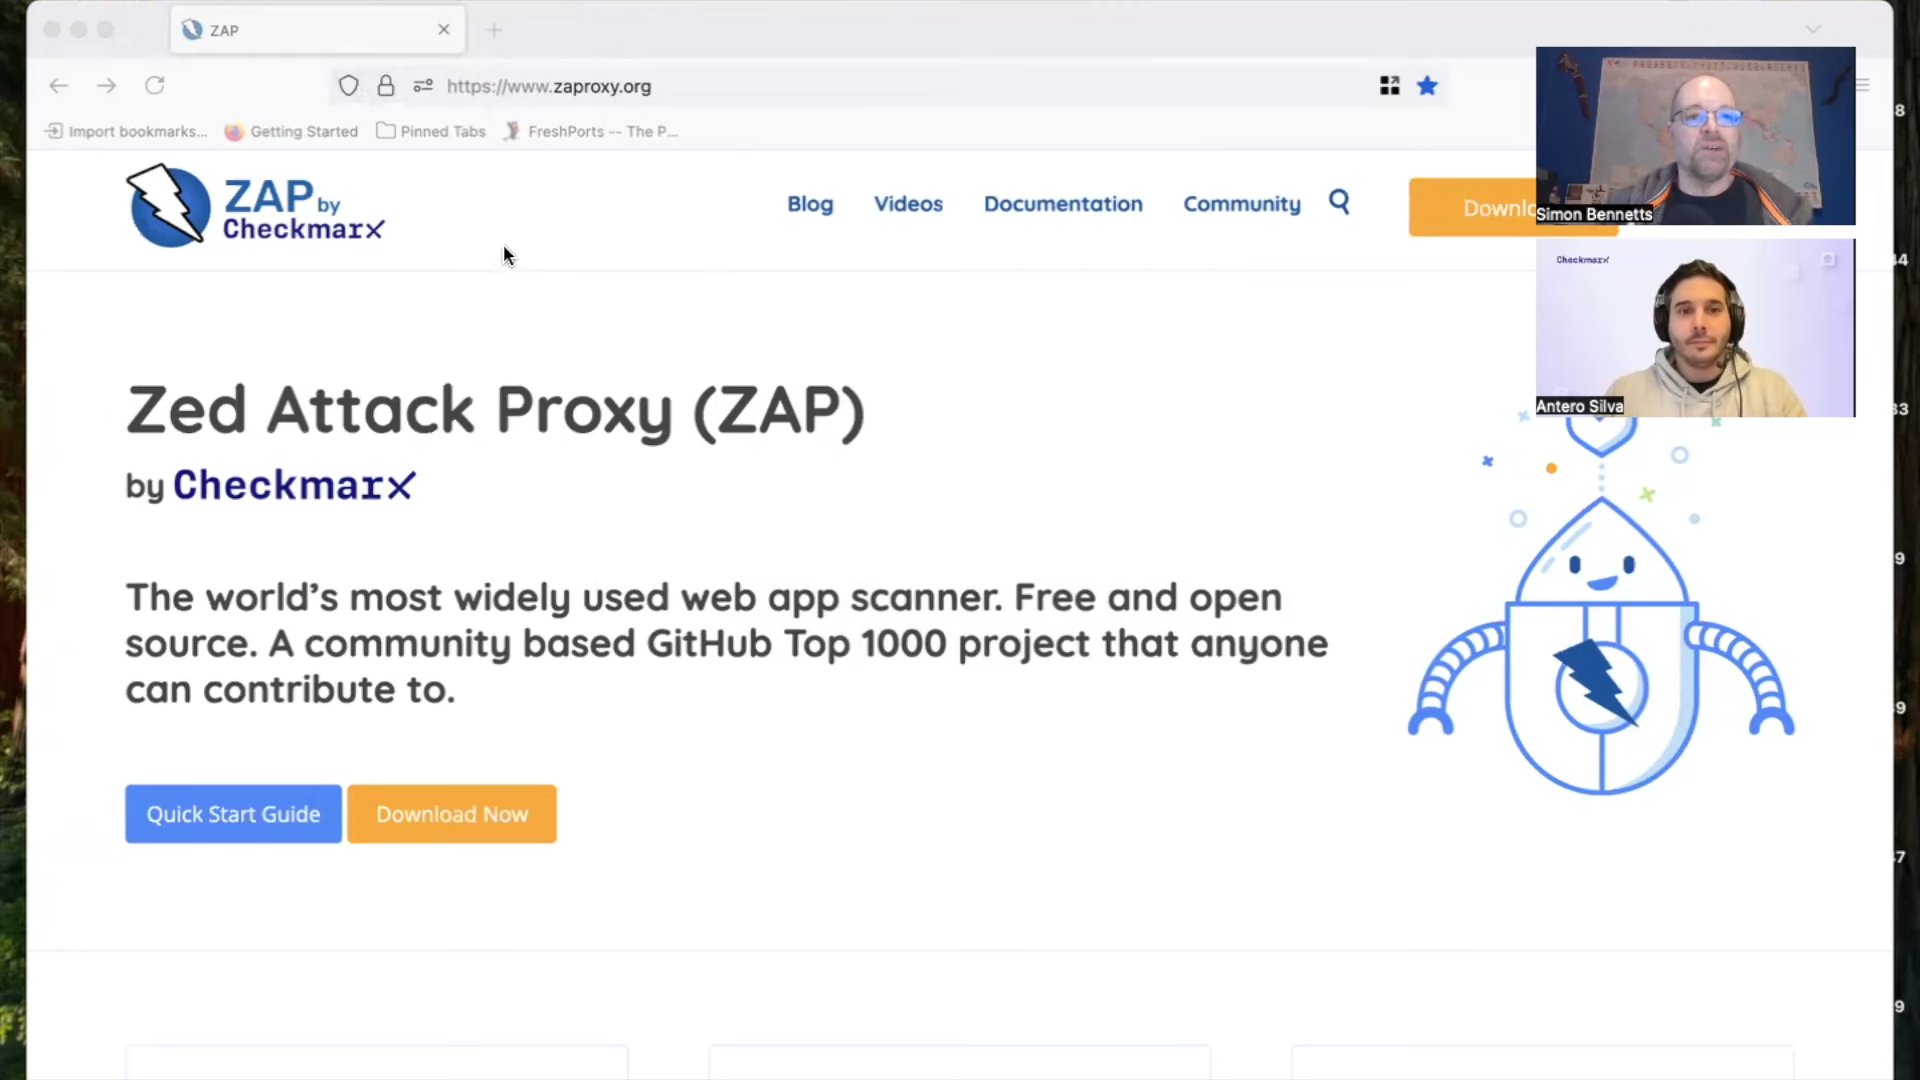 ZAP
https://www.zaproxy.org
Import bookmarks...
Getting Started
Pinned Tabs
FreshPorts -- The P...
ZAP by
Checkmarx
Blog
Videos
Documentation
Community
Simon Bennetts
Checkmarx
Antero Silva
Zed Attack Proxy (ZAP)
by Checkmarx
The world's most widely used web app scanner. Free and open
source. A community based GitHub Top 1000 project that anyone
can contribute to.
Quick Start Guide
Download Now